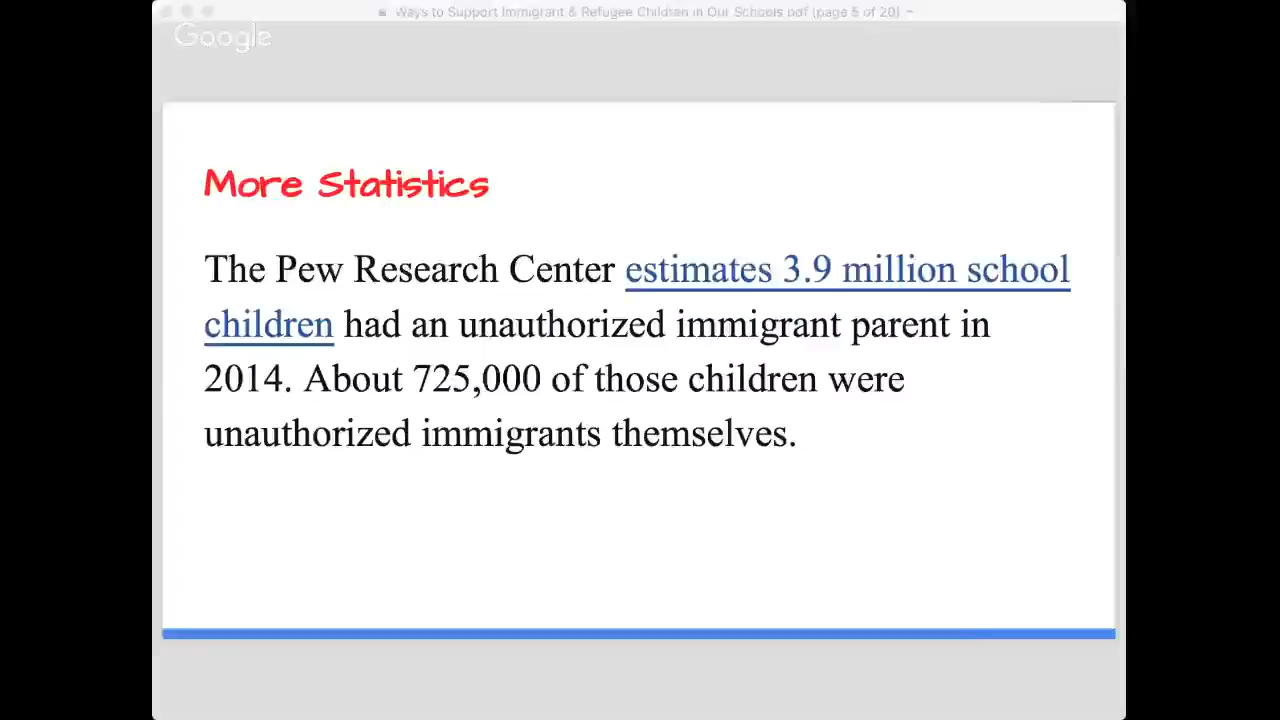 Ways to Support Immigrant & Refugee Children in Our Schools.pdf (page 5 of 20)
Google
More Statistics
The Pew Research Center estimates 3.9 million school
children had an unauthorized immigrant parent in
2014. About 725,000 of those children were
unauthorized immigrants themselves.